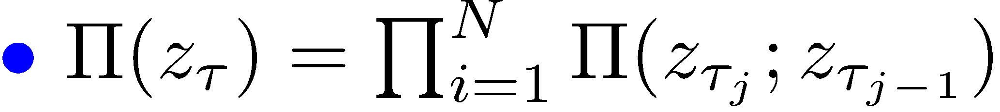 • Π(z_τ) = ∏_{i=1}^{N} Π(z_{τ_j}; z_{τ_{j−1}})